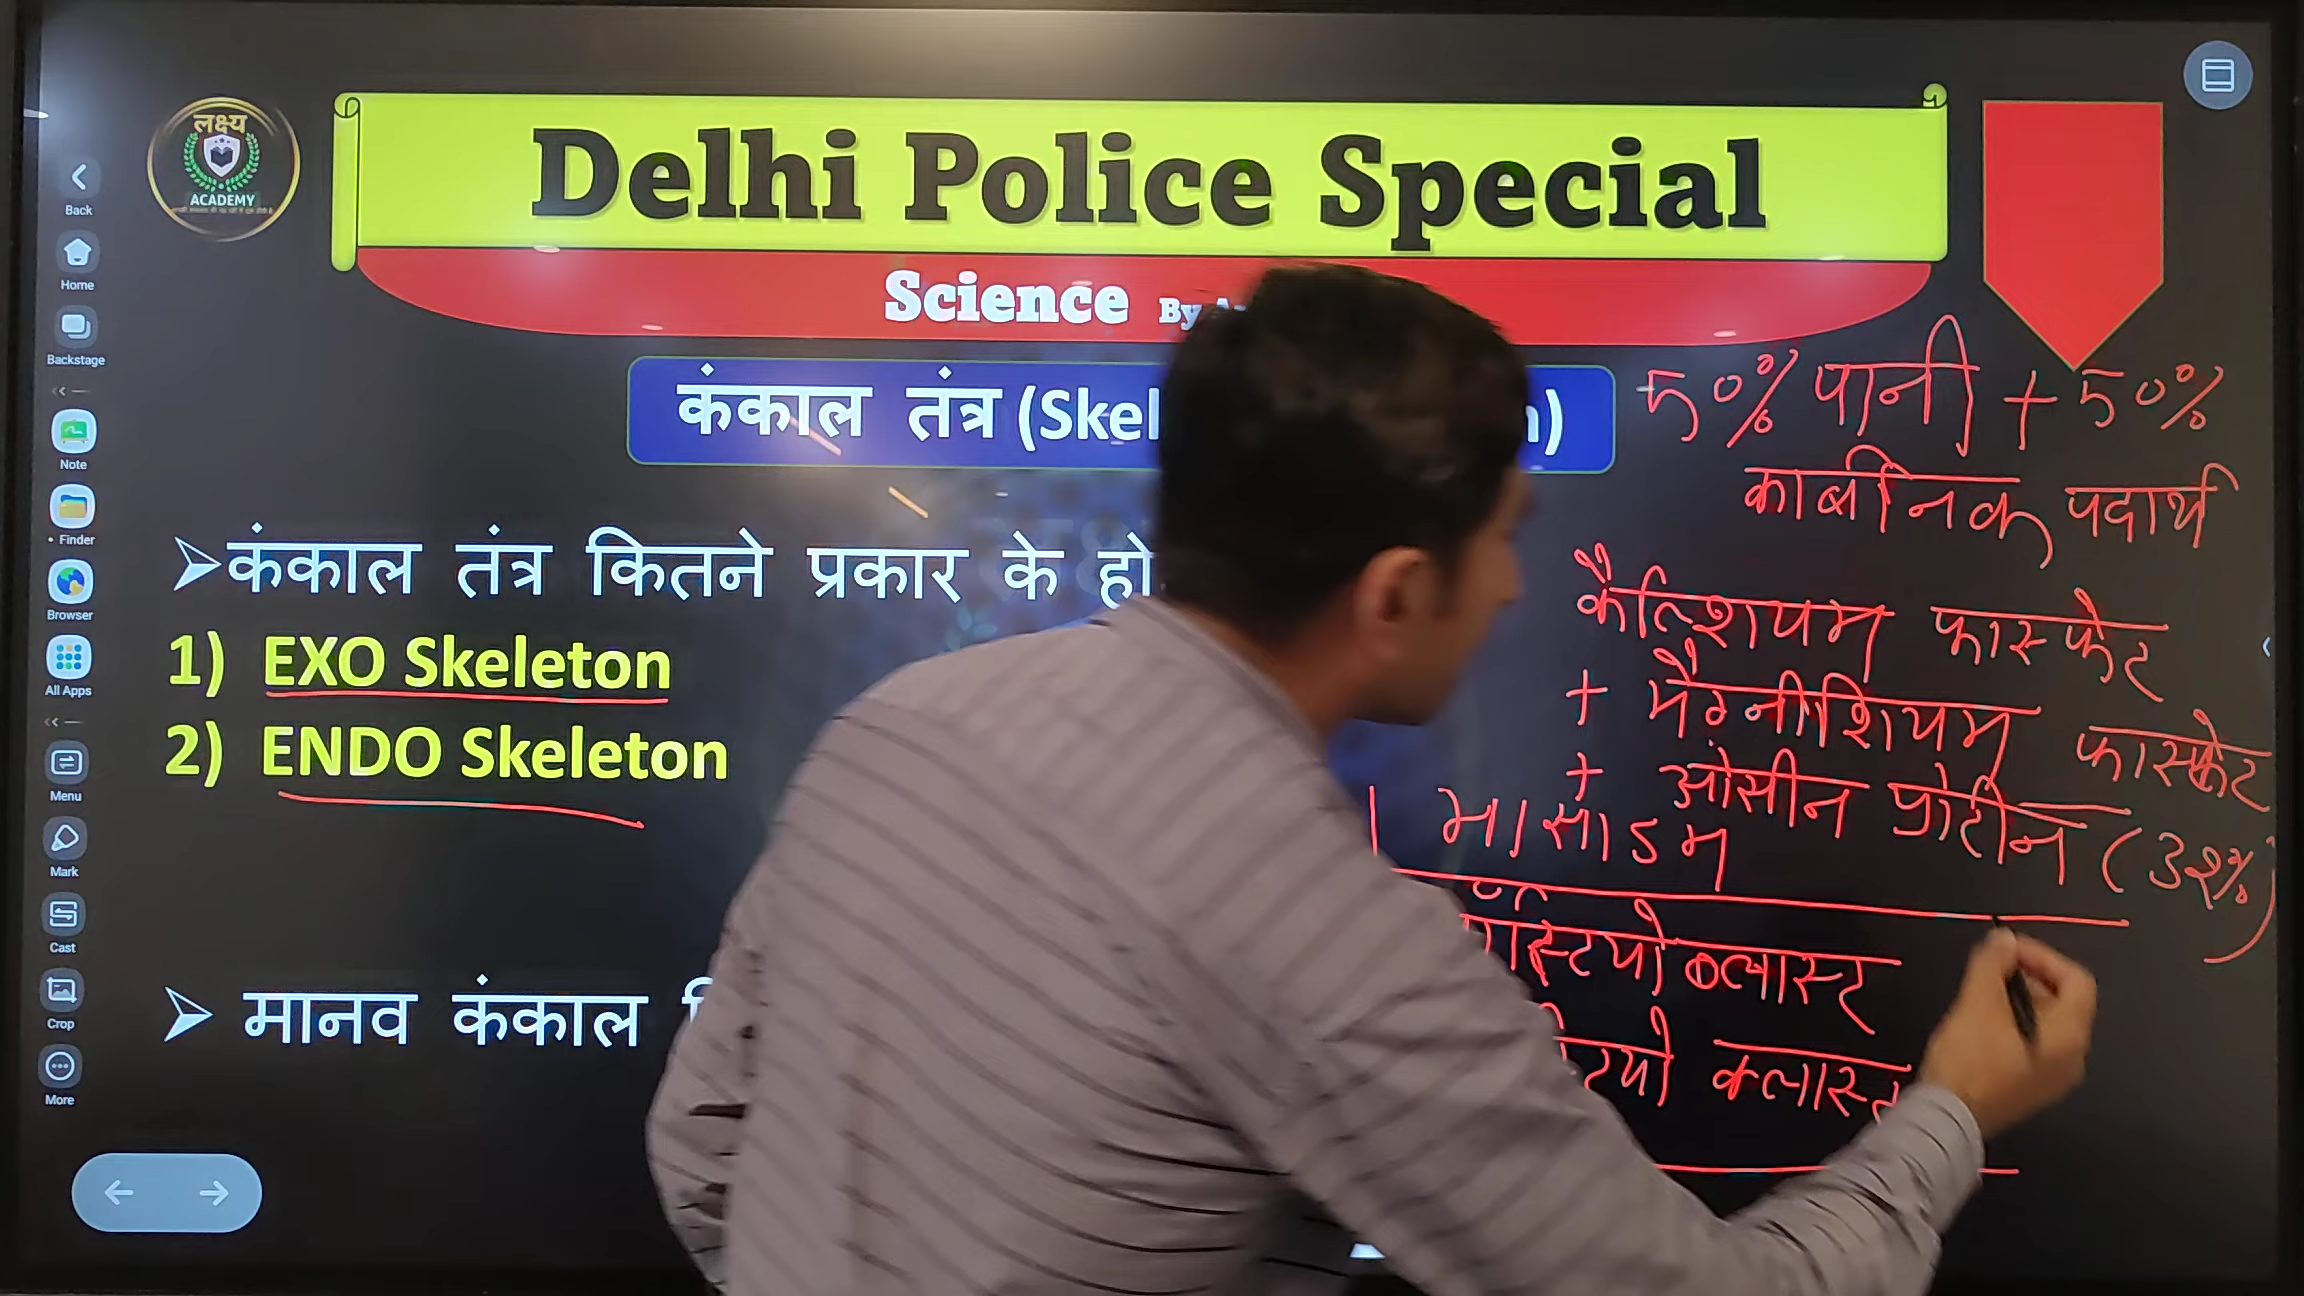 लक्ष्य
ACADEMY
Delhi Police Special
Science By
कंकाल तंत्र (Skel
n)
➢कंकाल तंत्र कितने प्रकार के हो
1) EXO Skeleton
2) ENDO Skeleton
➢ मानव कंकाल
50% पानी + 50%
कार्बनिक पदार्थ
कैल्शियम फास्फेट
+ मैग्नीशियम फास्फेट
+ ओसीन प्रोटीन (32%)
मासाडम
स्टियो ब्लास्ट
टियो क्लास्ट
Back
Home
Backstage
Note
Finder
Browser
All Apps
Menu
Mark
Cast
Crop
More